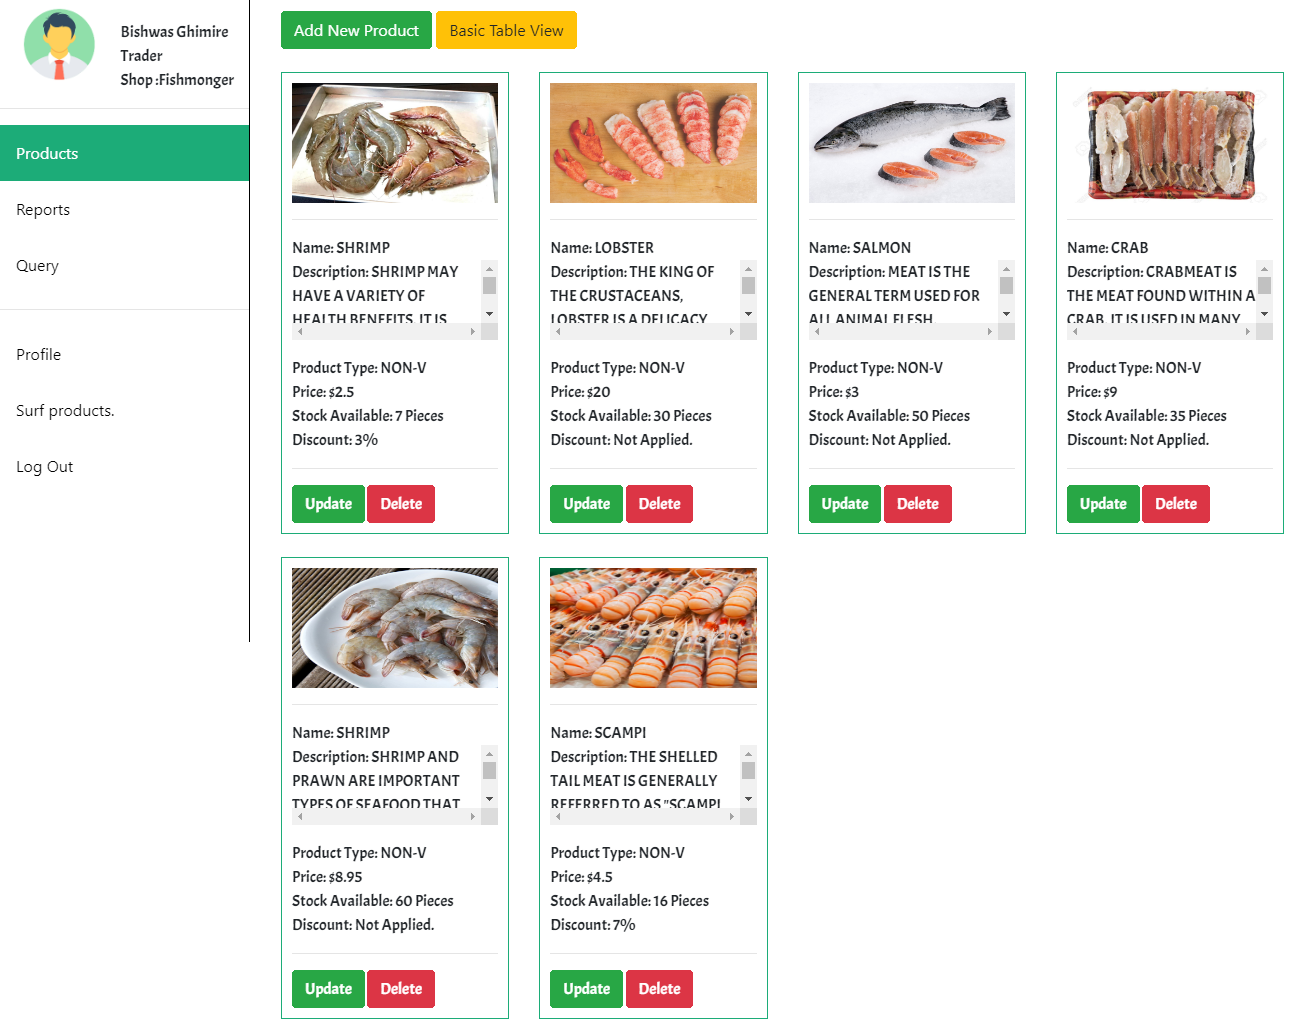 Bishwas Ghimire
Trader
Shop :Fishmonger
Products
Reports
Query
Profile
Surf products.
Log Out
Add New Product
Basic Table View
Name: SHRIMP
Description: SHRIMP MAY
HAVE A VARIETY OF
HEALTH BENEFITS. IT IS
Product Type: NON-V
Price: $2.5
Stock Available: 7 Pieces
Discount: 3%
Update
Delete
Name: LOBSTER
Description: THE KING OF
THE CRUSTACEANS,
LOBSTER IS A DELICACY
Product Type: NON-V
Price: $20
Stock Available: 30 Pieces
Discount: Not Applied.
Update
Delete
Name: SALMON
Description: MEAT IS THE
GENERAL TERM USED FOR
ALL ANIMAL FLESH
Product Type: NON-V
Price: $3
Stock Available: 50 Pieces
Discount: Not Applied.
Update
Delete
Name: CRAB
Description: CRABMEAT IS
THE MEAT FOUND WITHIN A
CRAB. IT IS USED IN MANY
Product Type: NON-V
Price: $9
Stock Available: 35 Pieces
Discount: Not Applied.
Update
Delete
Name: SHRIMP
Description: SHRIMP AND
PRAWN ARE IMPORTANT
TYPES OF SEAFOOD THAT
Product Type: NON-V
Price: $8.95
Stock Available: 60 Pieces
Discount: Not Applied.
Update
Delete
Name: SCAMPI
Description: THE SHELLED
TAIL MEAT IS GENERALLY
REFERRED TO AS "SCAMPI
Product Type: NON-V
Price: $4.5
Stock Available: 16 Pieces
Discount: 7%
Update
Delete